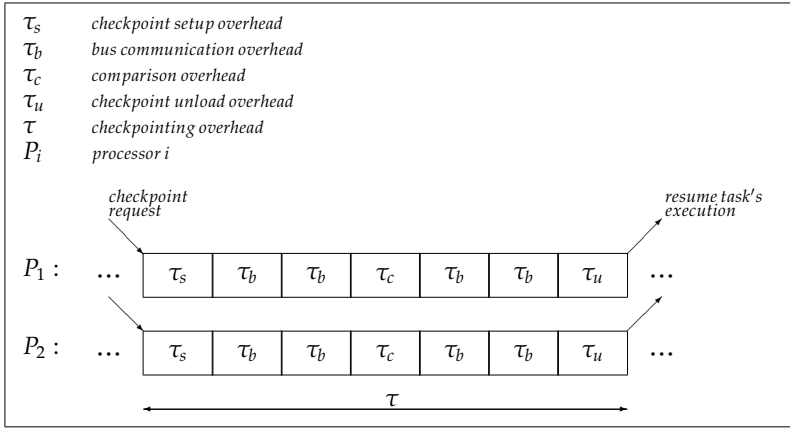 τs checkpoint setup overhead
τb bus communication overhead
τc comparison overhead
τu checkpoint unload overhead
τ checkpointing overhead
Pi processor i
checkpoint request
resume task's execution
P1 : ... τs τb τb τc τb τb τu ...
P2 : ... τs τb τb τc τb τb τu ...
τ